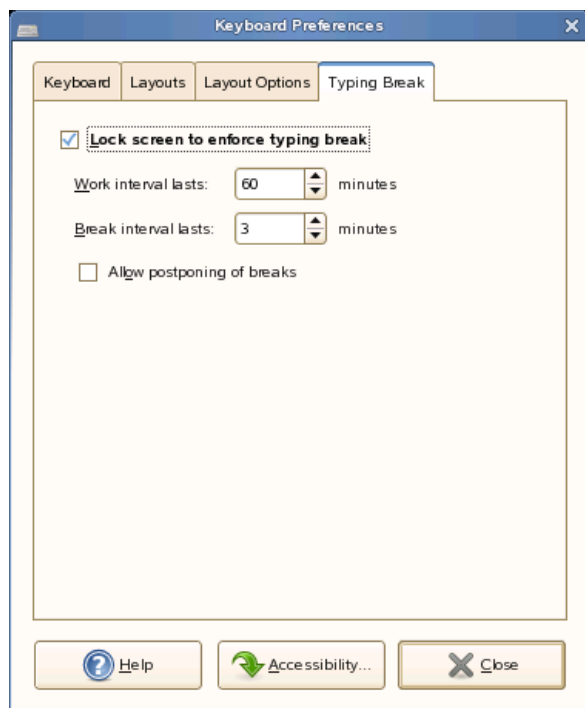 Keyboard Preferences
Keyboard Layouts Layout Options Typing Break
Lock screen to enforce typing break
Work interval lasts: 60 minutes
Break interval lasts: 3 minutes
Allow postponing of breaks
Help Accessibility... Close